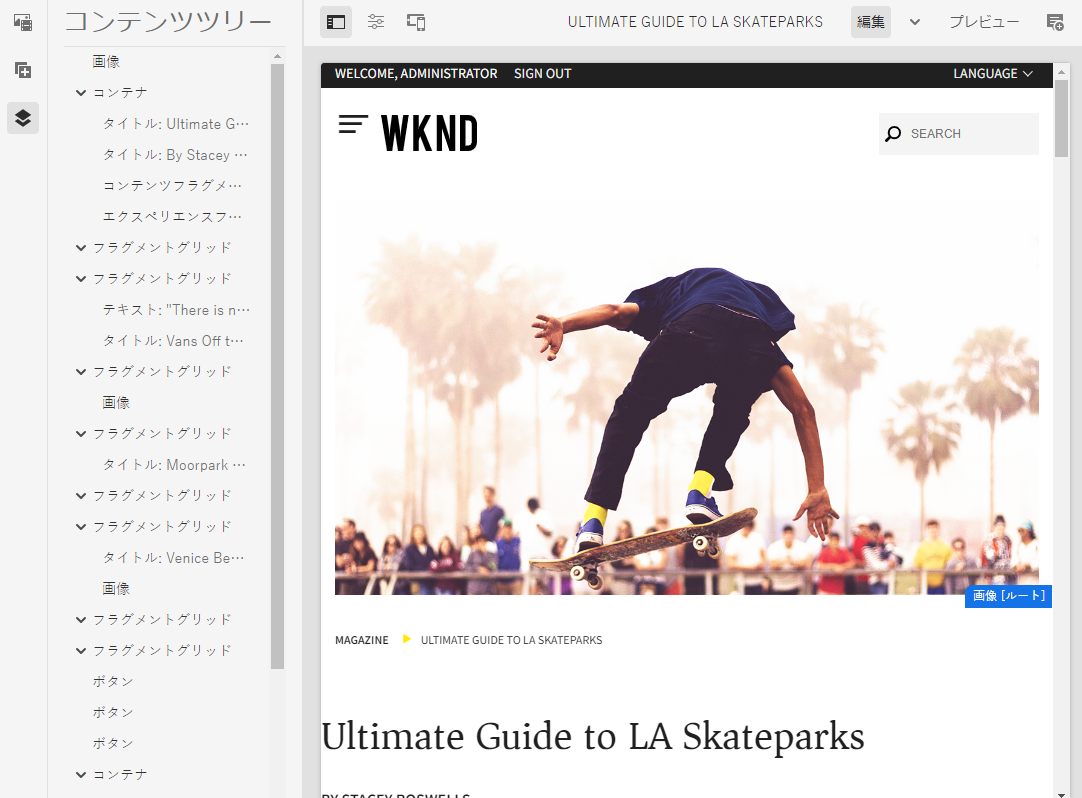 コンテンツツリー
画像
コンテナ
タイトル: Ultimate G…
タイトル: By Stacey …
コンテンツフラグメ…
エクスペリエンスフ…
フラグメントグリッド
フラグメントグリッド
テキスト: "There is n…
タイトル: Vans Off t…
フラグメントグリッド
画像
フラグメントグリッド
タイトル: Moorpark …
フラグメントグリッド
フラグメントグリッド
タイトル: Venice Be…
画像
フラグメントグリッド
フラグメントグリッド
ボタン
ボタン
ボタン
コンテナ
ULTIMATE GUIDE TO LA SKATEPARKS 編集 プレビュー
WELCOME, ADMINISTRATOR SIGN OUT LANGUAGE
WKND SEARCH
画像 [ルート]
MAGAZINE ULTIMATE GUIDE TO LA SKATEPARKS
Ultimate Guide to LA Skateparks
BY STACEY ROSWELLS